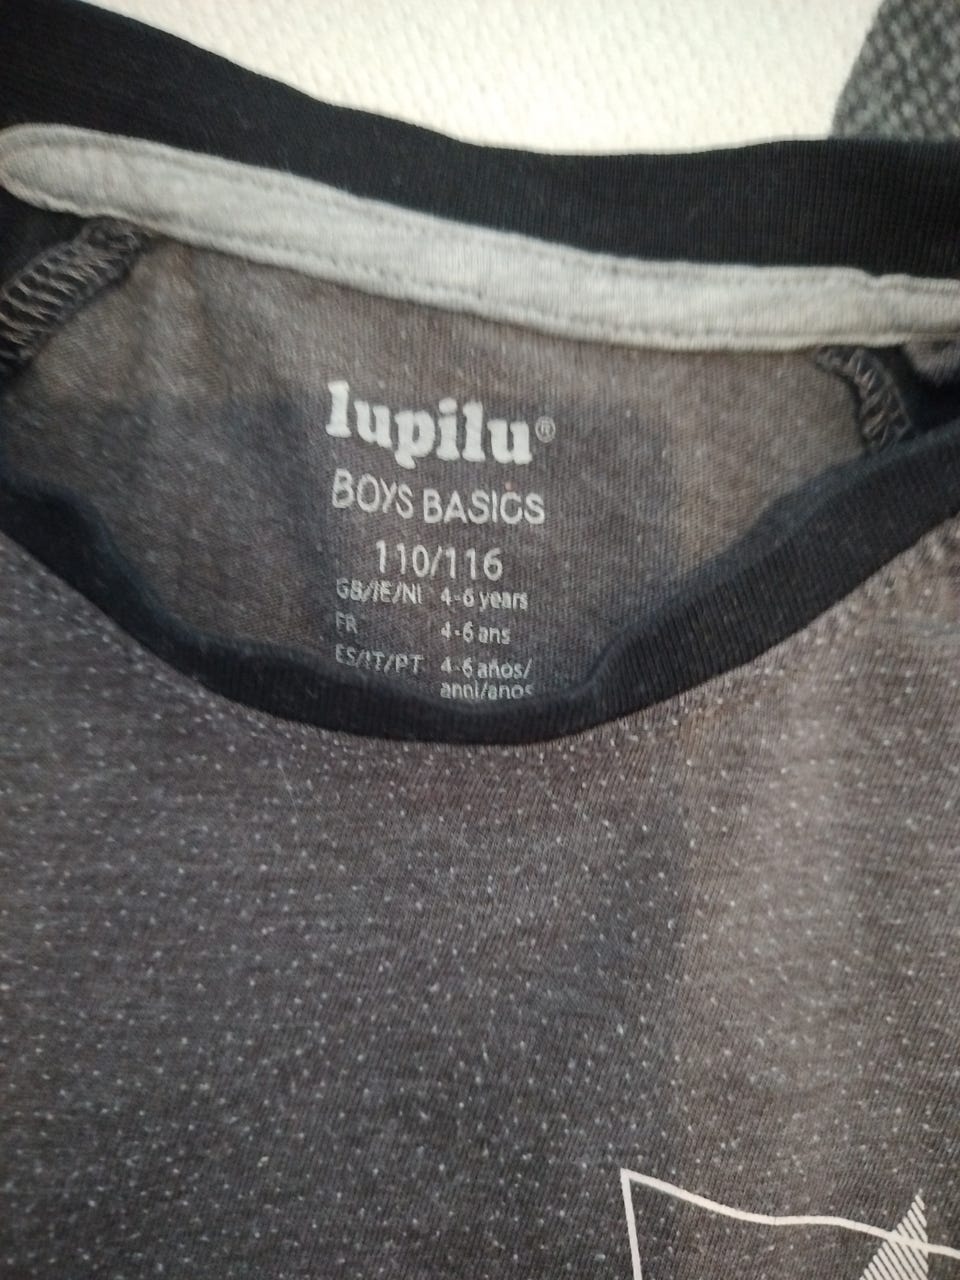 lupilu®
BOYS BASICS
110/116
GB/IE/NI 4-6 years
FR 4-6 ans
ES/IT/PT 4-6 años/
anni/anos